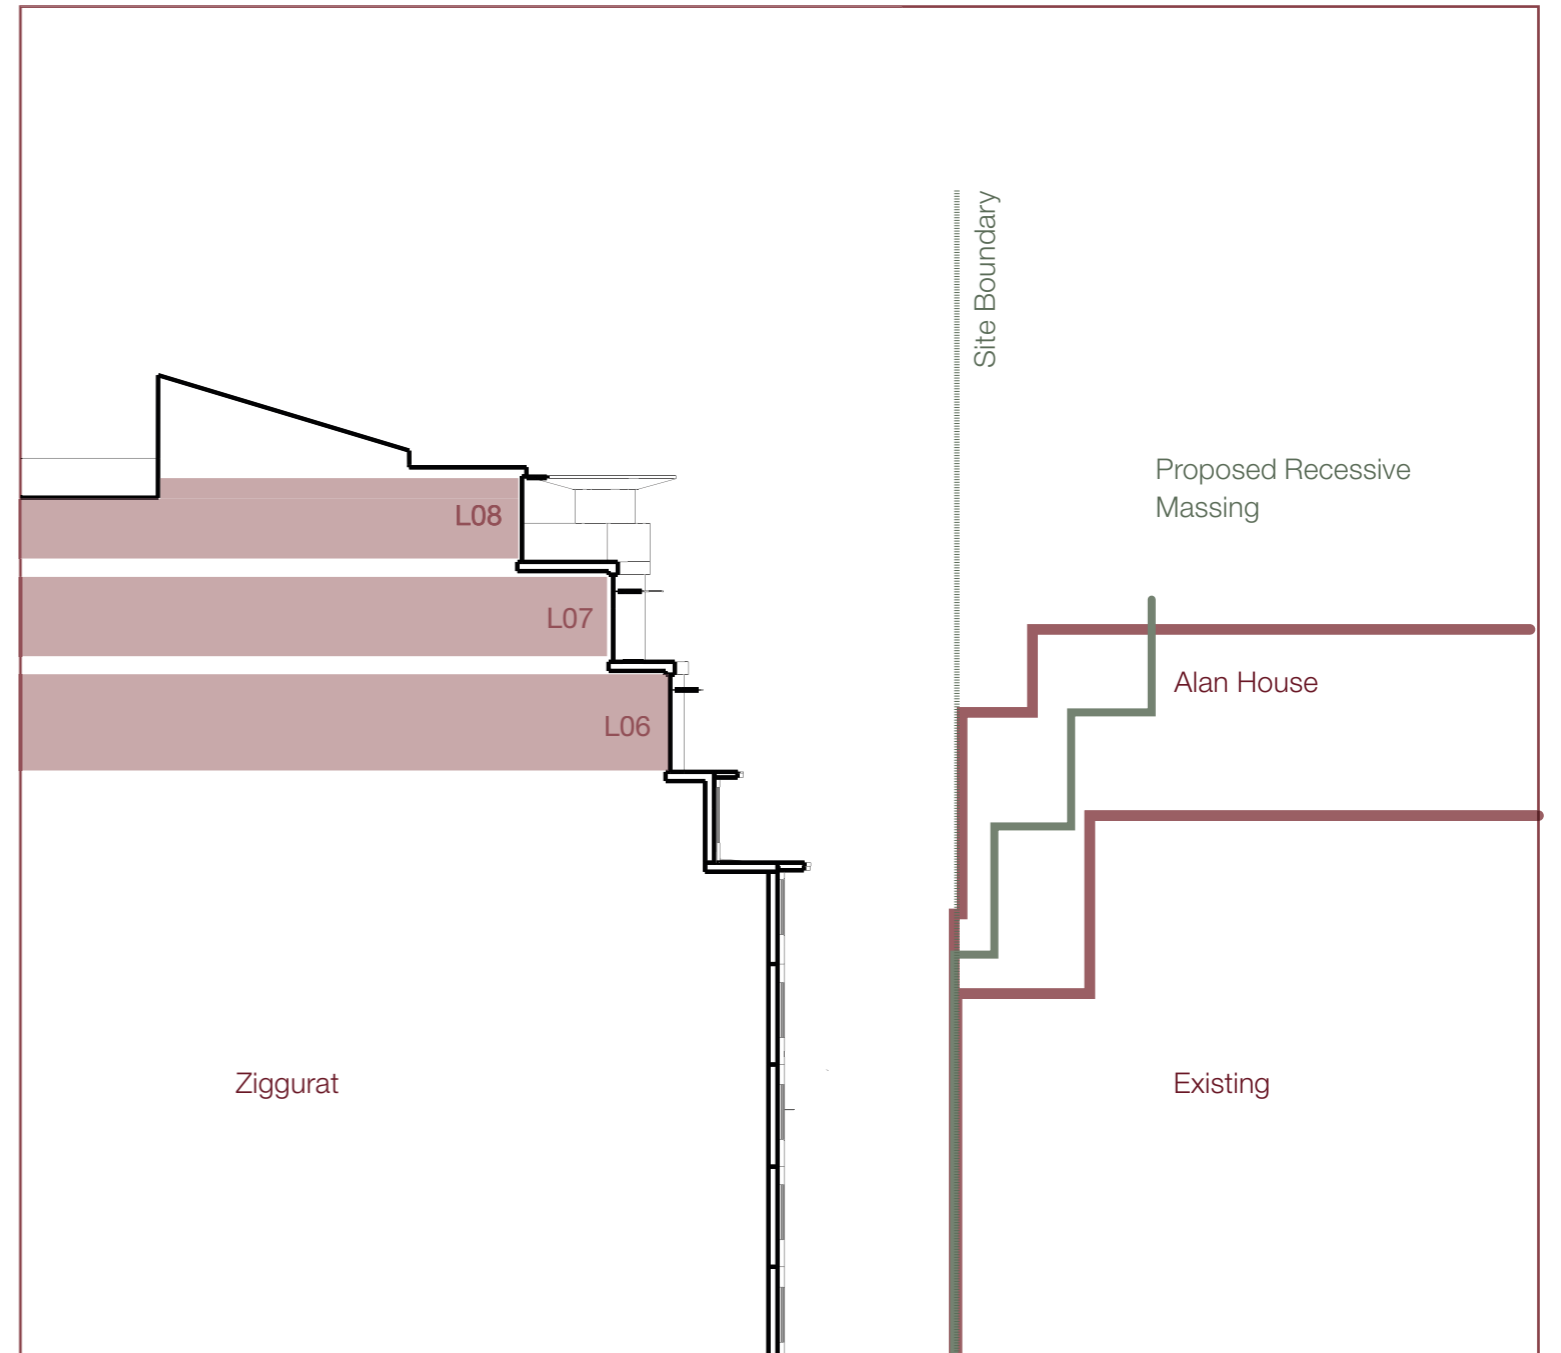 Site Boundary
Proposed Recessive
Massing
L08
L07
Alan House
L06
Ziggurat
Existing